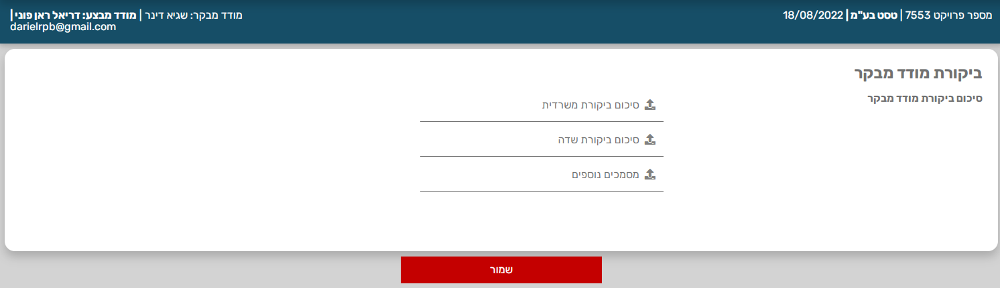 מספר פרויקט 7553 | טסט בע"מ | 18/08/2022
מודד מבקר: שגיא דינר | מודד מבצע: דריאל ראן פוני |
darielrpb@gmail.com
ביקורת מודד מבקר
סיכום ביקורת מודד מבקר
סיכום ביקורת משרדית
סיכום ביקורת שדה
מסמכים נוספים
שמור